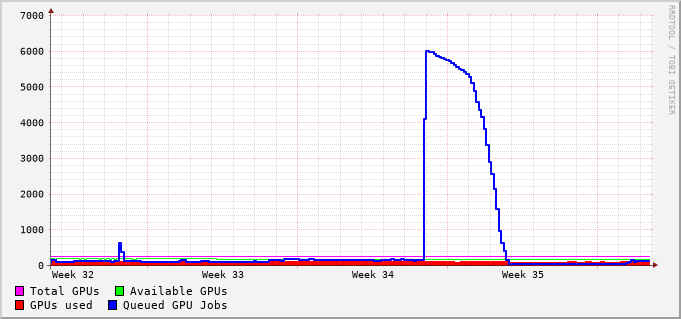 7000
6000
5000
4000
3000
2000
1000
0
Week 32 Week 33 Week 34 Week 35
Total GPUs Available GPUs
GPUs used Queued GPU Jobs
RRDTOOL / TOBI OETIKER